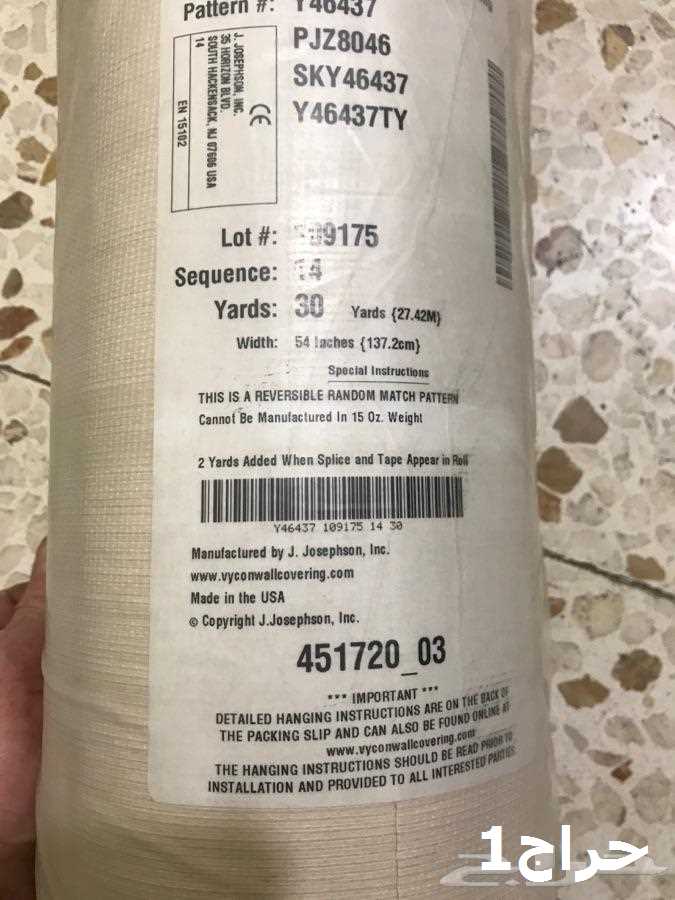 Pattern #: Y46437
PJZ8046
SKY46437
Y46437TY
J. JOSEPHSON, INC.
35 HORIZON BLVD.
SOUTH HACKENSACK, NJ 07606 USA
14
EN 15102
CE
Lot #: 109175
Sequence: 14
Yards: 30 Yards {27.42M}
Width: 54 Inches {137.2cm}
Special Instructions
THIS IS A REVERSIBLE RANDOM MATCH PATTERN
Cannot Be Manufactured In 15 Oz. Weight
2 Yards Added When Splice and Tape Appear in Roll
Y46437 109175 14 30
Manufactured by J. Josephson, Inc.
www.vyconwallcovering.com
Made in the USA
© Copyright J.Josephson, Inc.
451720_03
*** IMPORTANT ***
DETAILED HANGING INSTRUCTIONS ARE ON THE BACK OF
THE PACKING SLIP AND CAN ALSO BE FOUND ONLINE AT
www.vyconwallcovering.com
THE HANGING INSTRUCTIONS SHOULD BE READ PRIOR TO
INSTALLATION AND PROVIDED TO ALL INTERESTED PARTIES
حراج1